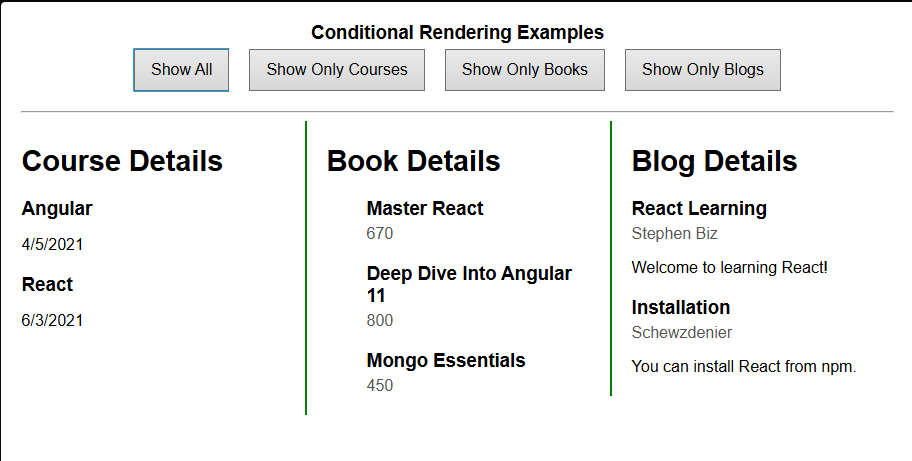 Conditional Rendering Examples
Show All
Show Only Courses
Show Only Books
Show Only Blogs
Course Details
Angular
4/5/2021
React
6/3/2021
Book Details
Master React
670
Deep Dive Into Angular
11
800
Mongo Essentials
450
Blog Details
React Learning
Stephen Biz
Welcome to learning React!
Installation
Schewzdenier
You can install React from npm.